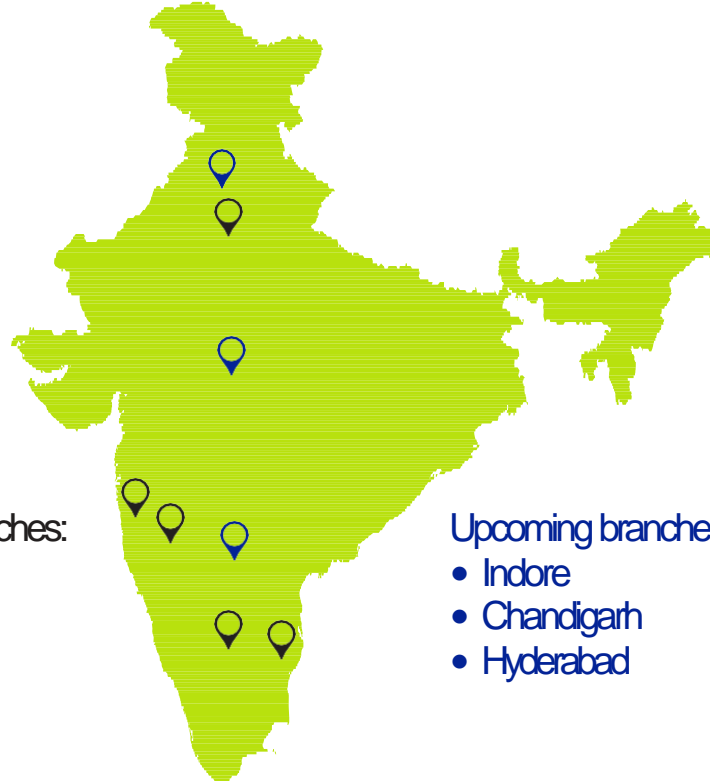 ches:
Upcoming branche
• Indore
• Chandigarh
• Hyderabad